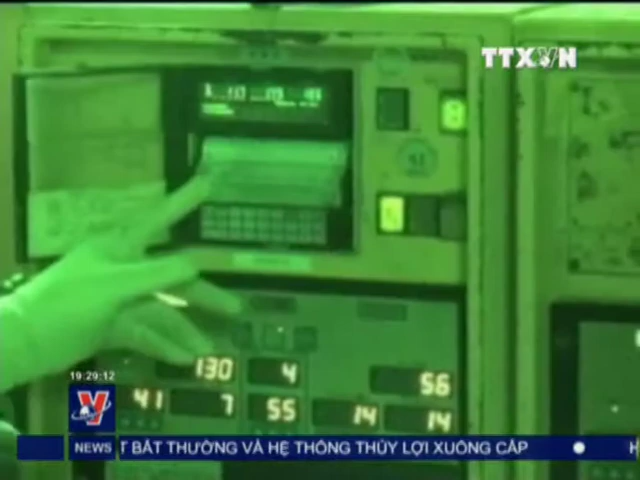 TTXVN
130 4 56
41 7 55 14 14
19:29:12
V
NEWS T BẤT THƯỜNG VÀ HỆ THỐNG THỦY LỢI XUỐNG CẤP H